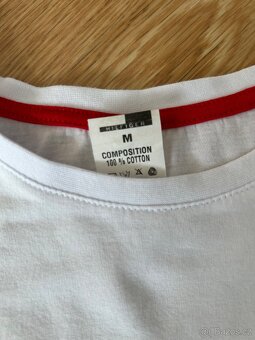 HILFIGER
M
COMPOSITION
100 % COTTON